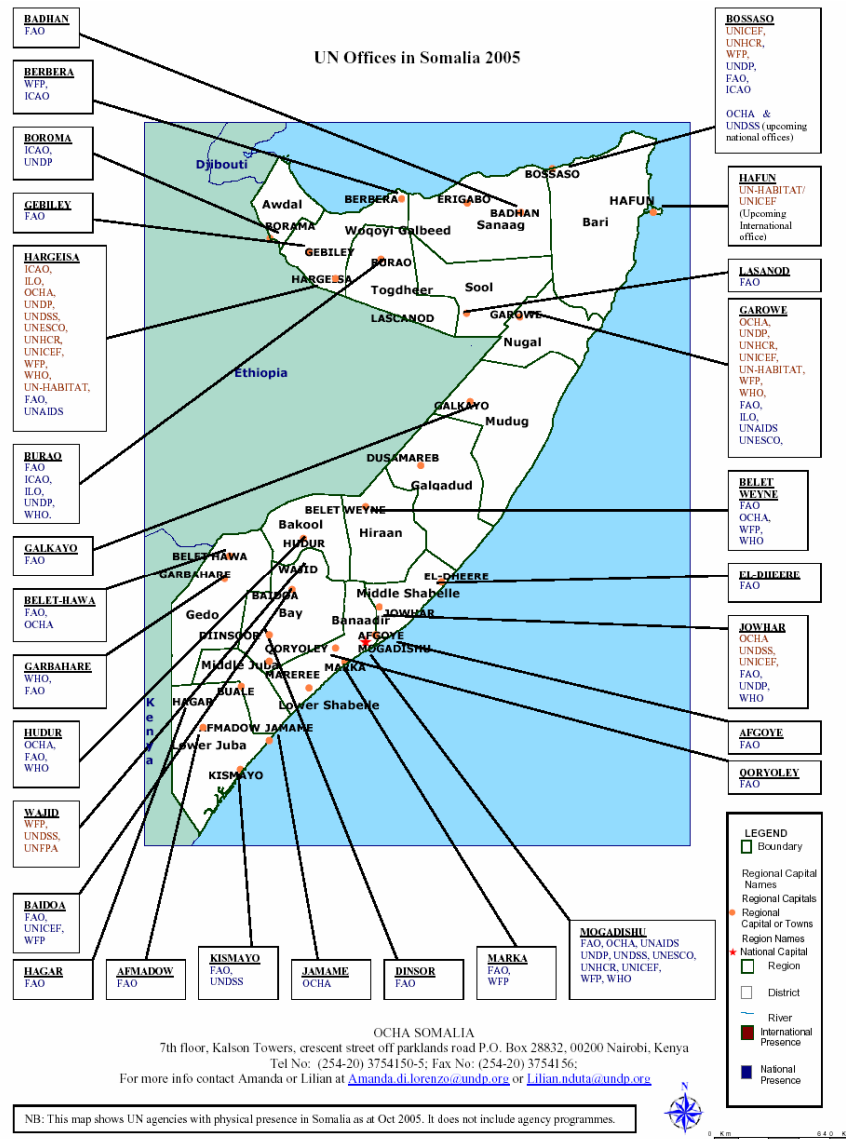 UN Offices in Somalia 2005
BADHAN
FAO
BERBERA
WFP,
ICAO
BOROMA
ICAO,
UNDP
GEBILEY
FAO
HARGEISA
ICAO,
ILO,
OCHA,
UNDP,
UNDSS,
UNESCO,
UNHCR,
UNICEF,
WFP,
WHO,
UN-HABITAT,
FAO,
UNAIDS
BURAO
FAO
ICAO,
ILO,
UNDP,
WHO.
GALKAYO
FAO
BELET-HAWA
FAO,
OCHA
GARBAHARE
WHO,
FAO
HUDUR
OCHA,
FAO,
WHO
WAJID
WFP,
UNDSS,
UNFPA
BAIDOA
FAO,
UNICEF,
WFP
HAGAR
FAO
AFMADOW
FAO
KISMAYO
FAO,
UNDSS
JAMAME
OCHA
DINSOR
FAO
MARKA
FAO,
WFP
MOGADISHU
FAO, OCHA, UNAIDS
UNDP, UNDSS, UNESCO,
UNHCR, UNICEF,
WFP, WHO
BOSSASO
UNICEF,
UNHCR,
WFP,
UNDP,
FAO,
ICAO
OCHA &
UNDSS (upcoming
national offices)
HAFUN
UN-HABITAT/
UNICEF
(Upcoming
International
office)
LASANOD
FAO
GAROWE
OCHA,
UNDP,
UNHCR,
UNICEF,
UN-HABITAT,
WFP,
WHO,
FAO,
ILO,
UNAIDS
UNESCO,
BELET
WEYNE
FAO
OCHA,
WFP,
WHO
EL-DHEERE
FAO
JOWHAR
OCHA
UNDSS,
UNICEF,
FAO,
UNDP,
WHO
AFGOYE
FAO
QORYOLEY
FAO
Djibouti
Awdal
BORAMA
BERBERA
ERIGABO
BADHAN
Sanaag
BOSSASO
HAFUN
Bari
Woqoyi Galbeed
GEBILEY
BURAO
HARGEISA
Togdheer
Sool
LASCANOD
GAROWE
Nugal
Ethiopia
GALKAYO
Mudug
DUSAMAREB
Galgadud
BELET WEYNE
Bakool
Hiraan
HUDUR
BELET HAWA
WAJID
GARBAHARE
EL-DHEERE
BAIDOA
Middle Shabelle
Gedo
Bay
JOWHAR
Banaadir
DIINSOOR
AFGOYE
QORYOLEY
MOGADISHU
Middle Juba
MARKA
MAREREE
BUALE
HAGAR
Lower Shabelle
FMADOW
JAMAME
Lower Juba
KISMAYO
Kenya
LEGEND
Boundary
Regional Capital
Names
Regional Capitals
Regional
Capital or Towns
Region Names
National Capital
Region
District
River
International
Presence
National
Presence
OCHA SOMALIA
7th floor, Kalson Towers, crescent street off parklands road P.O. Box 28832, 00200 Nairobi, Kenya
Tel No: (254-20) 3754150-5; Fax No: (254-20) 3754156;
For more info contact Amanda or Lilian at Amanda.di.lorenzo@undp.org or Lilian.nduta@undp.org
NB: This map shows UN agencies with physical presence in Somalia as at Oct 2005. It does not include agency programmes.
N
0 Km 640 K